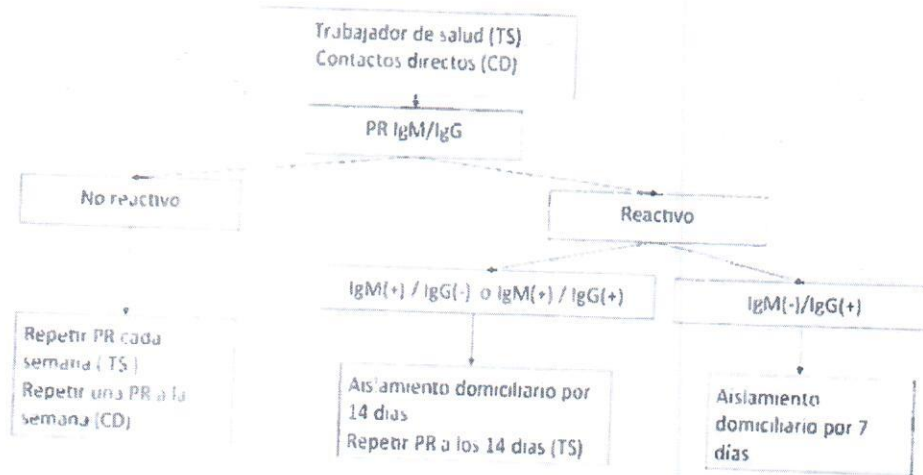 Trabajador de salud (TS)
Contactos directos (CD)
PR IgM/IgG
No reactivo
Reactivo
IgM(+) / IgG(-) o IgM(+) / IgG(+)
IgM(-)/IgG(+)
Repetir PR cada
semana ( TS )
Repetir una PR a la
semana (CD)
Aislamiento domiciliario por
14 dias
Repetir PR a los 14 dias (TS)
Aislamiento
domiciliario por 7
días